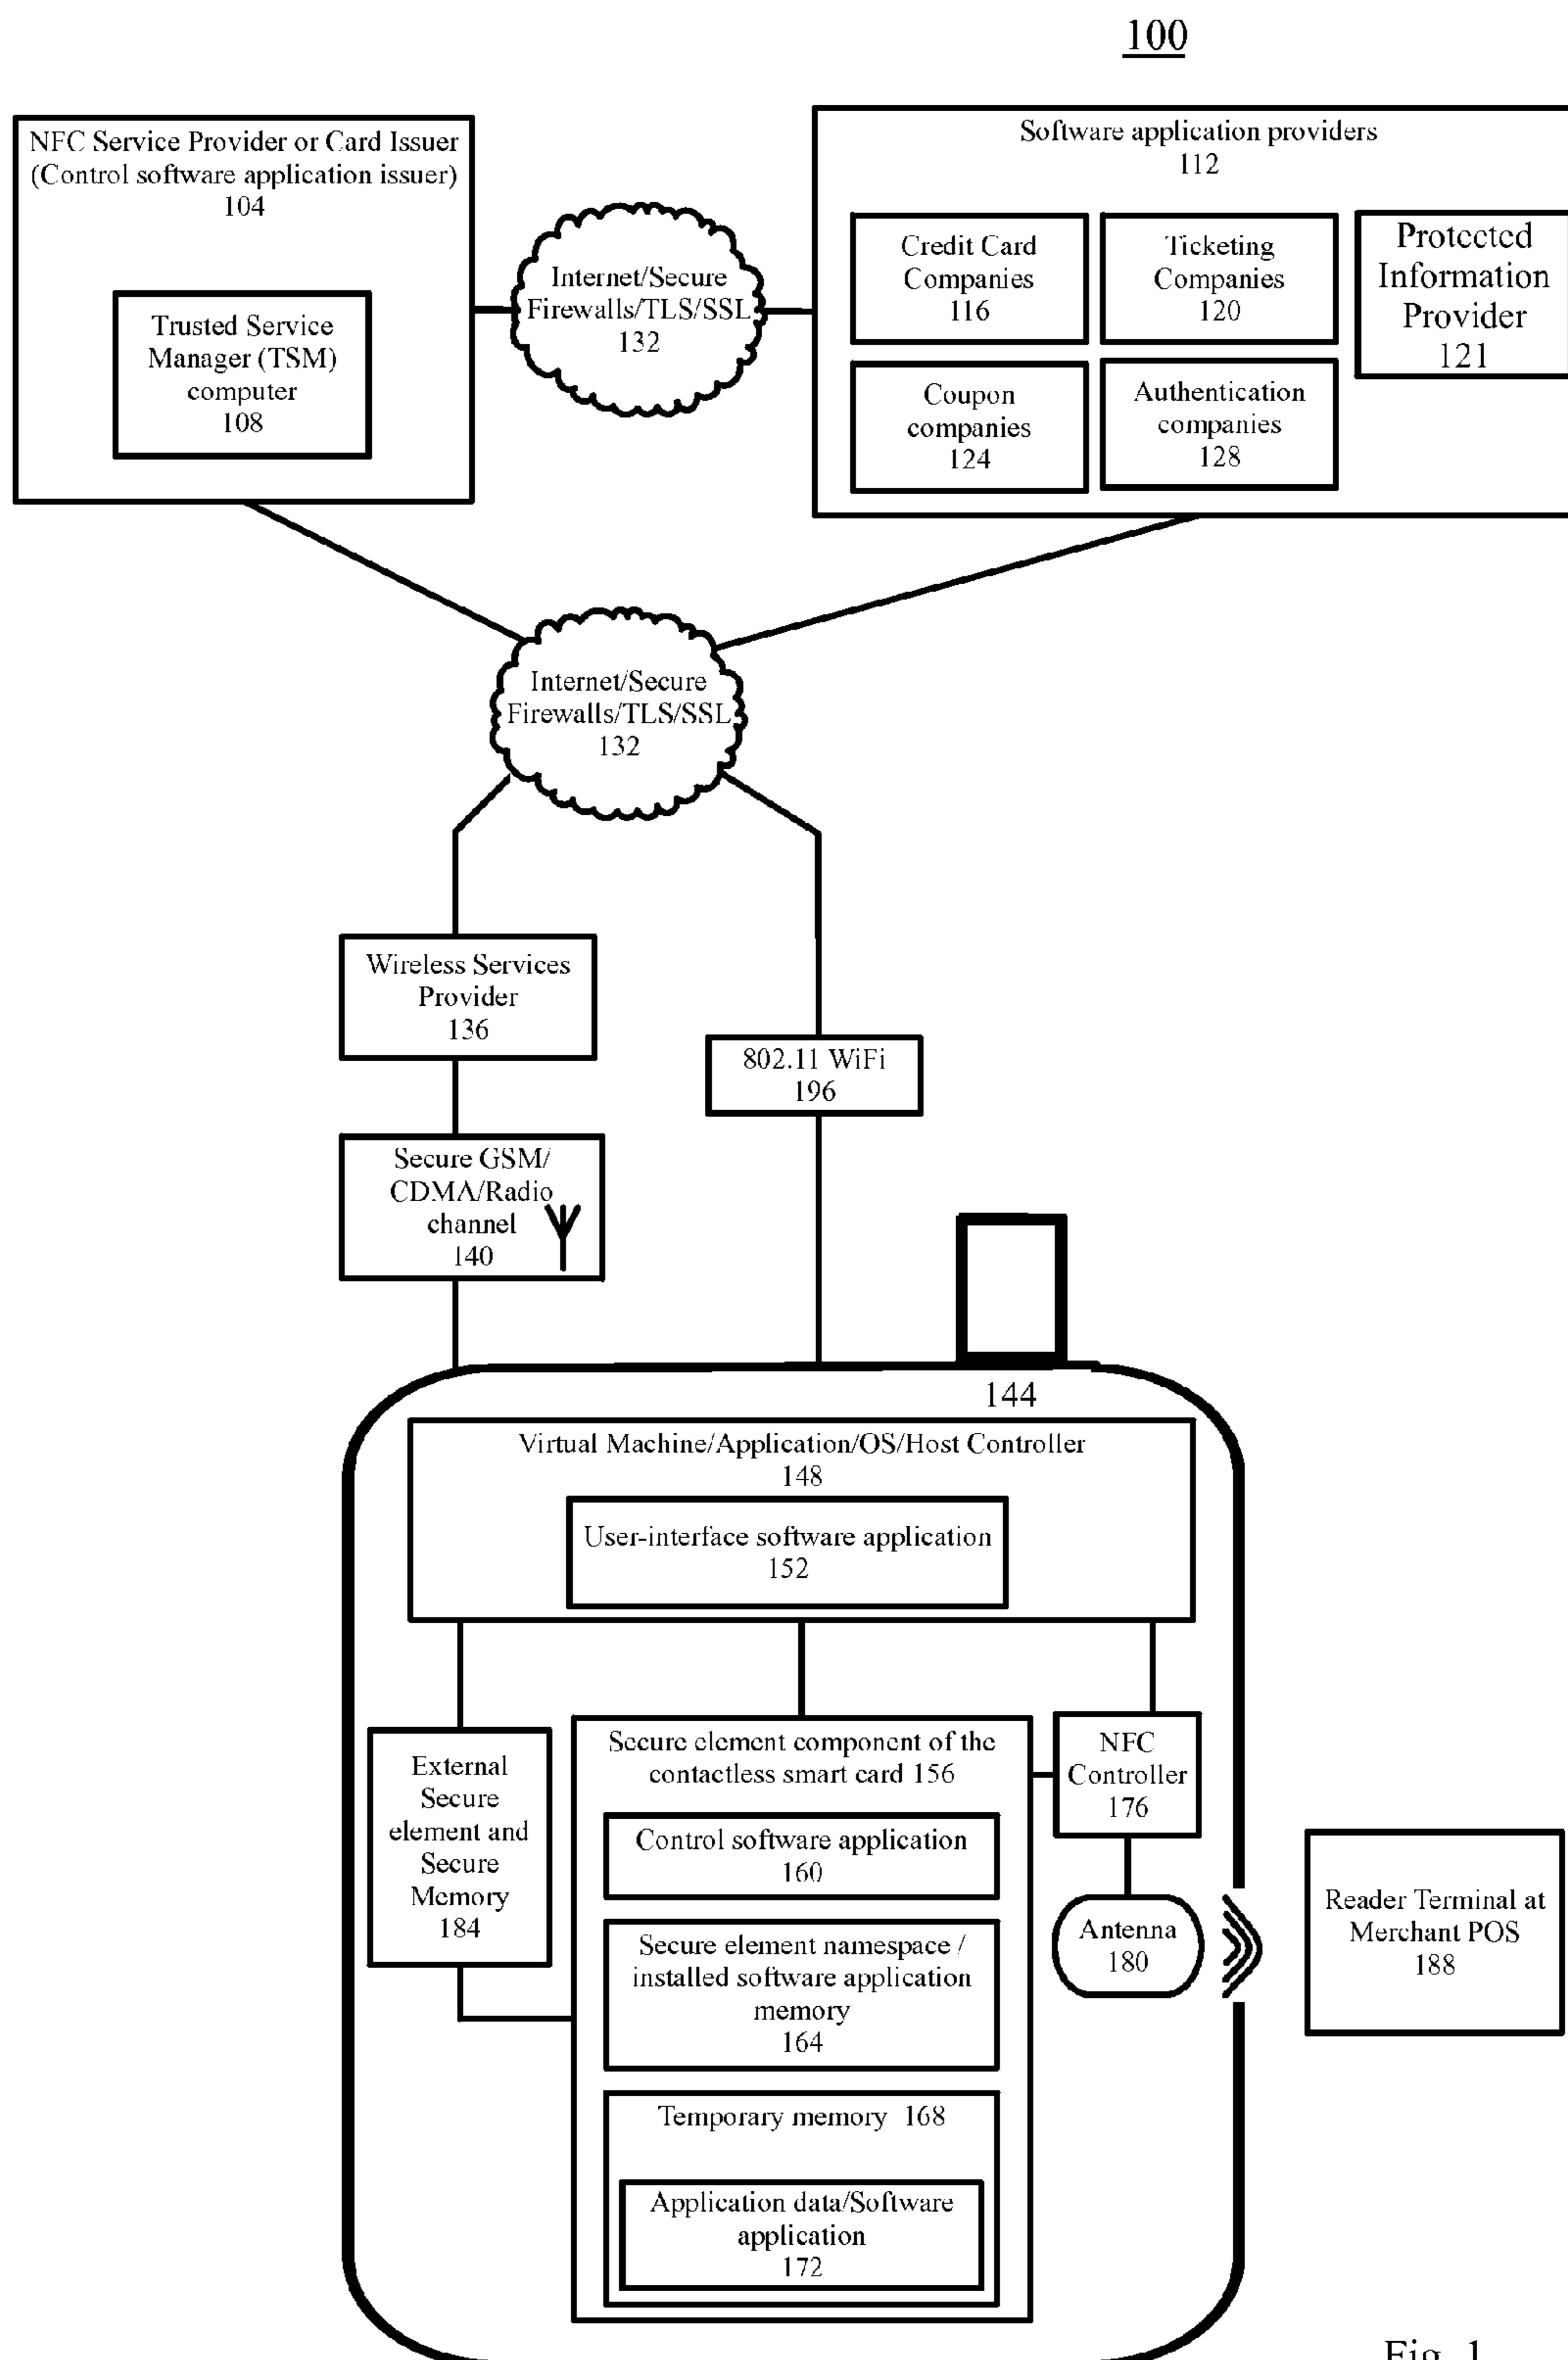 100
NFC Service Provider or Card Issuer
(Control software application issuer)
104
Trusted Service
Manager (TSM)
computer
108
Internet/Secure
Firewalls/TLS/SSL
132
Software application providers
112
Credit Card
Companies
116
Ticketing
Companies
120
Protected
Information
Provider
121
Coupon
companies
124
Authentication
companies
128
Internet/Secure
Firewalls/TLS/SSL
132
Wireless Services
Provider
136
802.11 WiFi
196
Secure GSM/
CDMA/Radio
channel
140
144
Virtual Machine/Application/OS/Host Controller
148
User-interface software application
152
External
Secure
element and
Secure
Memory
184
Secure element component of the
contactless smart card 156
Control software application
160
Secure element namespace /
installed software application
memory
164
Temporary memory 168
Application data/Software
application
172
NFC
Controller
176
Antenna
180
Reader Terminal at
Merchant POS
188
Fig. 1